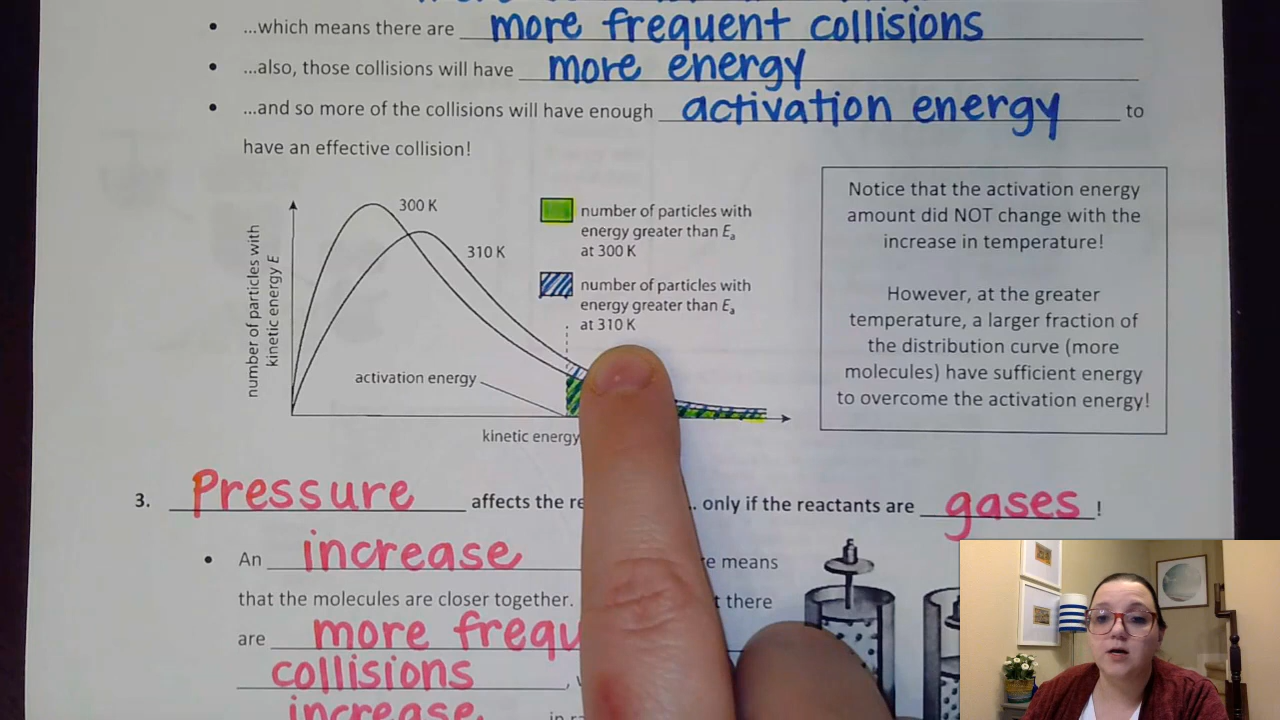 ...which means there are more frequent collisions
...also, those collisions will have more energy
...and so more of the collisions will have enough activation energy to
have an effective collision!
number of particles with
kinetic energy E
300 K
310 K
activation energy
kinetic energy
number of particles with
energy greater than Ea
at 300 K
number of particles with
energy greater than Ea
at 310 K
Notice that the activation energy
amount did NOT change with the
increase in temperature!
However, at the greater
temperature, a larger fraction of
the distribution curve (more
molecules) have sufficient energy
to overcome the activation energy!
3. Pressure affects the only if the reactants are gases!
An increase means
that the molecules are closer together. there
are more
collisions
increase